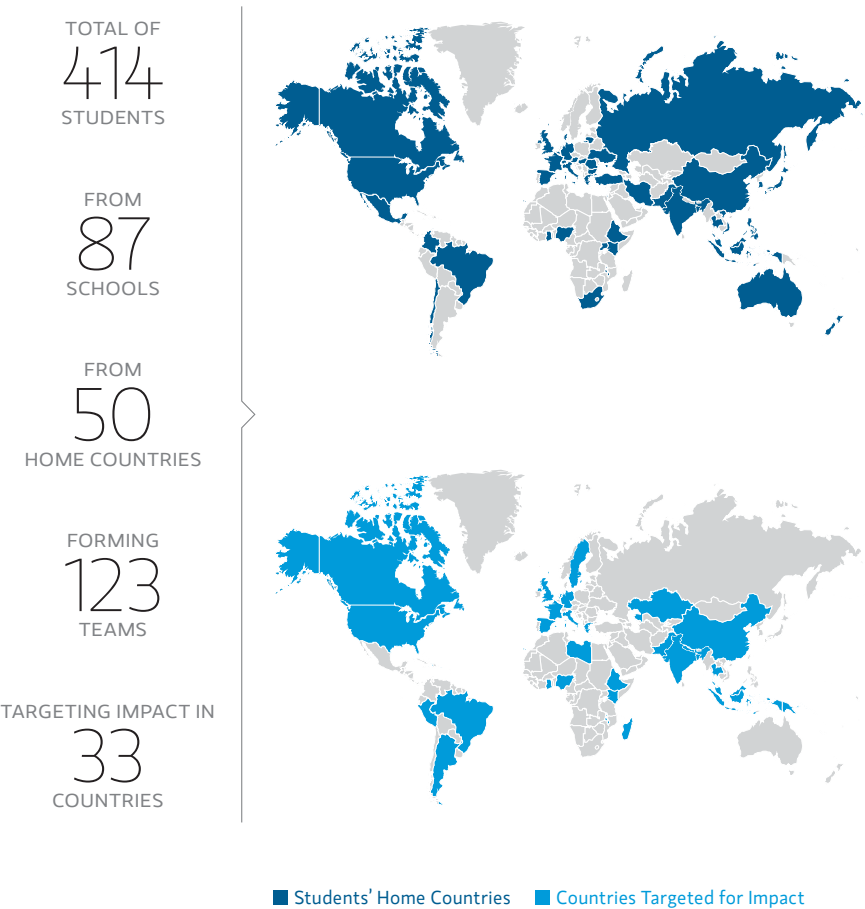 TOTAL OF
414
STUDENTS
FROM
87
SCHOOLS
FROM
50
HOME COUNTRIES
FORMING
123
TEAMS
TARGETING IMPACT IN
33
COUNTRIES
Students’ Home Countries
Countries Targeted for Impact